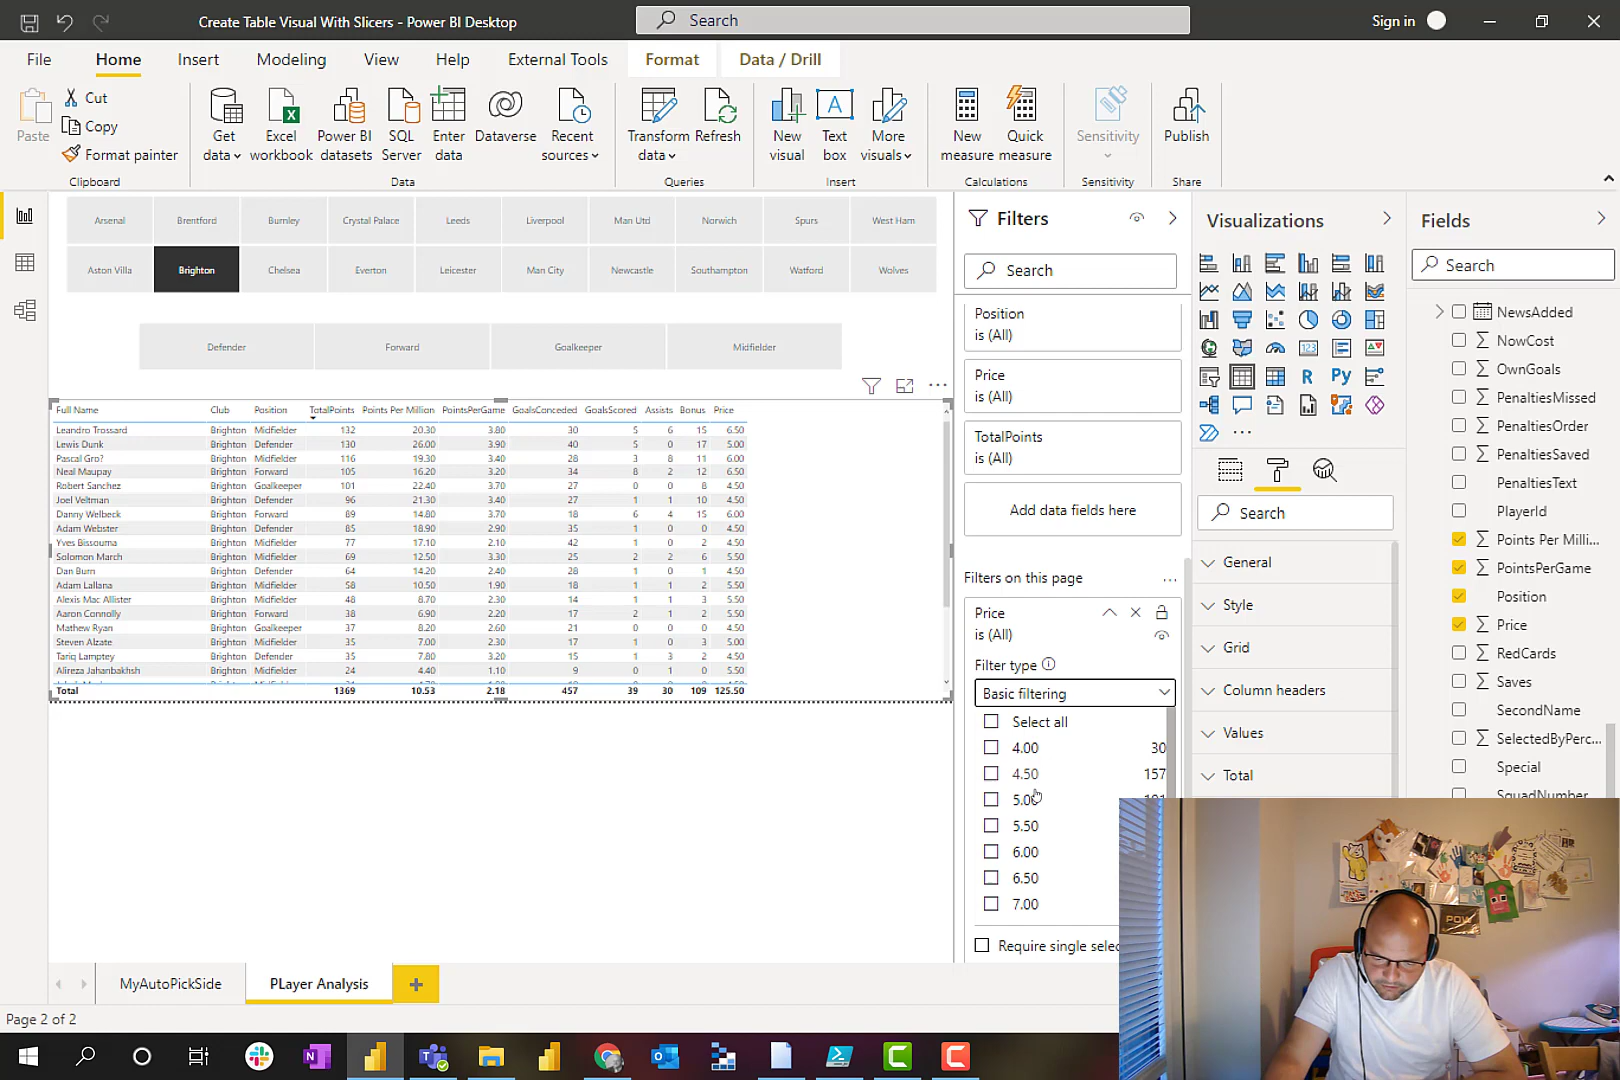 Create Table Visual With Slicers - Power BI Desktop
Search
Sign in
File Home Insert Modeling View Help External Tools Format Data / Drill
Paste
Cut
Copy
Format painter
Clipboard
Get data
Excel workbook
Power BI datasets
SQL Server
Enter data
Dataverse
Recent sources
Data
Transform data
Refresh
Queries
New visual
Text box
More visuals
Insert
New measure
Quick measure
Calculations
Sensitivity
Sensitivity
Publish
Share
Arsenal Brentford Burnley Crystal Palace Leeds Liverpool Man Utd Norwich Spurs West Ham
Aston Villa Brighton Chelsea Everton Leicester Man City Newcastle Southampton Watford Wolves
Defender Forward Goalkeeper Midfielder
Full Name Club Position TotalPoints Points Per Million PointsPerGame GoalsConceded GoalsScored Assists Bonus Price
Leandro Trossard Brighton Midfielder 132 20.30 3.80 30 5 6 15 6.50
Lewis Dunk Brighton Defender 130 26.00 3.90 40 5 0 17 5.00
Pascal Gro? Brighton Midfielder 116 19.30 3.40 28 3 8 11 6.00
Neal Maupay Brighton Forward 105 16.20 3.20 34 8 2 12 6.50
Robert Sanchez Brighton Goalkeeper 101 22.40 3.70 27 0 0 8 4.50
Joel Veltman Brighton Defender 96 21.30 3.40 27 1 1 10 4.50
Danny Welbeck Brighton Forward 89 14.80 3.70 18 6 4 15 6.00
Adam Webster Brighton Defender 85 18.90 2.90 35 1 0 0 4.50
Yves Bissouma Brighton Midfielder 77 17.10 2.10 42 1 0 2 4.50
Solomon March Brighton Midfielder 69 12.50 3.30 25 2 2 6 5.50
Dan Burn Brighton Defender 64 14.20 2.40 28 1 0 1 4.50
Adam Lallana Brighton Midfielder 58 10.50 1.90 18 1 1 2 5.50
Alexis Mac Allister Brighton Midfielder 48 8.70 2.30 14 1 1 3 5.50
Aaron Connolly Brighton Forward 38 6.90 2.20 17 2 1 2 5.50
Mathew Ryan Brighton Goalkeeper 37 8.20 2.60 21 0 0 0 4.50
Steven Alzate Brighton Midfielder 35 7.00 2.30 17 1 0 3 5.00
Tariq Lamptey Brighton Defender 35 7.80 3.20 15 1 3 2 4.50
Alireza Jahanbakhsh Brighton Midfielder 24 4.40 1.10 9 0 1 0 5.50
Total 1369 10.53 2.18 457 39 30 109 125.50
Filters
Search
Position
is (All)
Price
is (All)
TotalPoints
is (All)
Add data fields here
Filters on this page
Price
is (All)
Filter type
Basic filtering
Select all
4.00 30
4.50 157
5.00
5.50
6.00
6.50
7.00
Require single selec
Visualizations
R Py
123
Search
General
Style
Grid
Column headers
Values
Total
Fields
Search
NewsAdded
NowCost
OwnGoals
PenaltiesMissed
PenaltiesOrder
PenaltiesSaved
PenaltiesText
PlayerId
Points Per Milli...
PointsPerGame
Position
Price
RedCards
Saves
SecondName
SelectedByPerc...
Special
SquadNumber
POW
MyAutoPickSide PLayer Analysis
Page 2 of 2